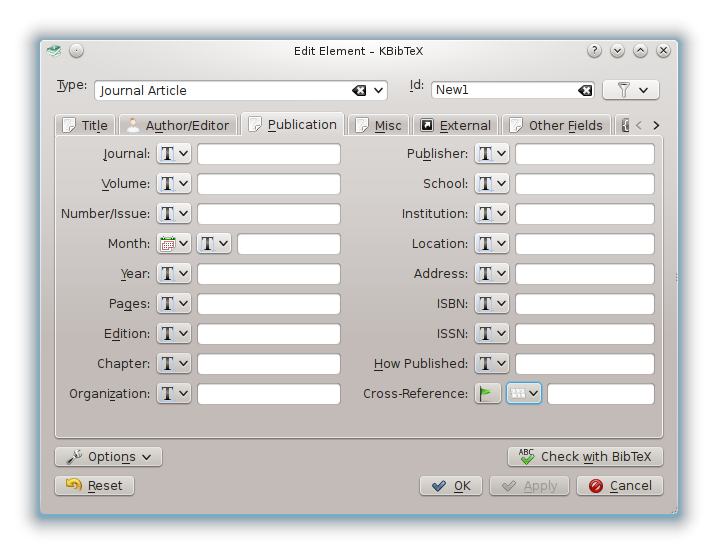 Edit Element – KBibTeX
Type: Journal Article Id: New1
Title Author/Editor Publication Misc External Other Fields
Journal: T Publisher: T
Volume: T School: T
Number/Issue: T Institution: T
Month: T Location: T
Year: T Address: T
Pages: T ISBN: T
Edition: T ISSN: T
Chapter: T How Published: T
Organization: T Cross-Reference:
Options ABC Check with BibTeX
Reset OK Apply Cancel